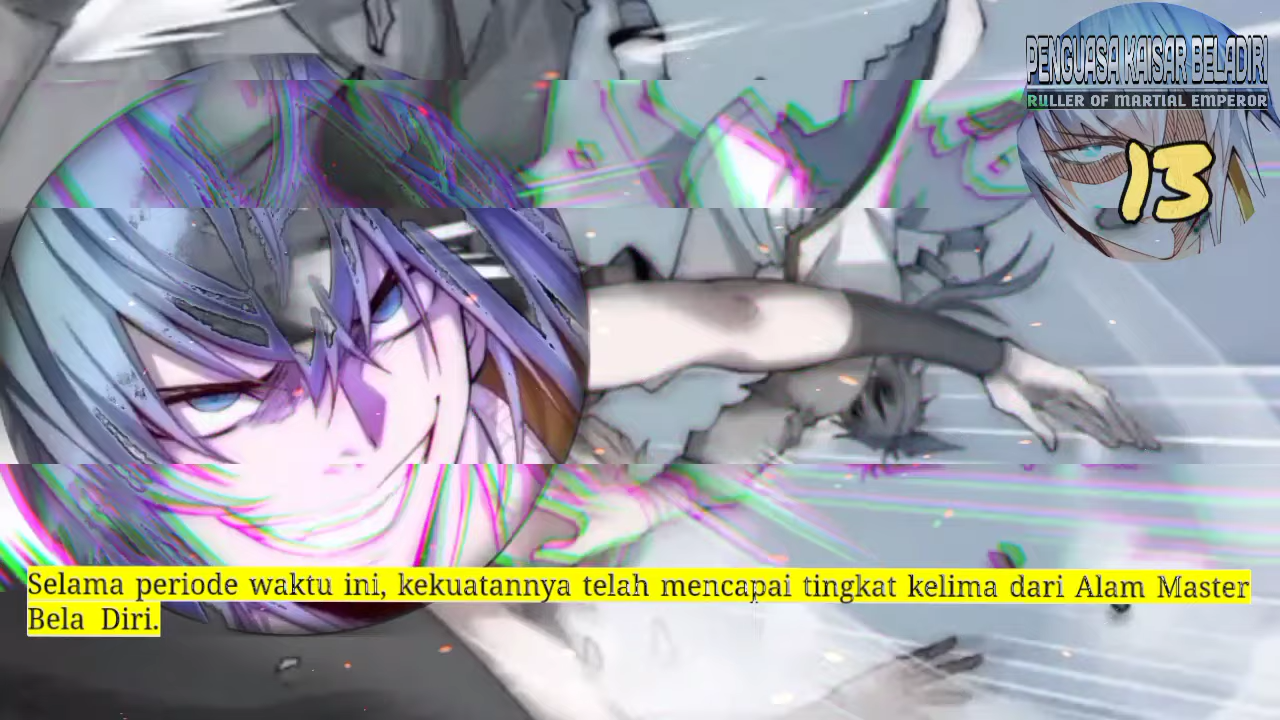 PENGUASA KAISAR BELADIRI
RULLER OF MARTIAL EMPEROR
13
Selama periode waktu ini, kekuatannya telah mencapai tingkat kelima dari Alam Master
Bela Diri.